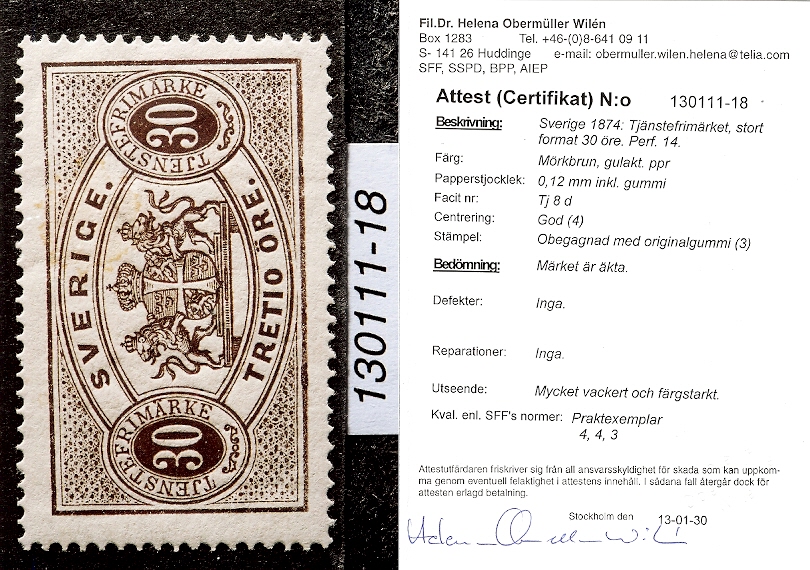 30
TJENSTEFRIMÄRKE
SVERIGE.
TRETIO ÖRE.
30
TJENSTEFRIMÄRKE
130111-18
Fil.Dr. Helena Obermüller Wilén
Box 1283 Tel. +46-(0)8-641 09 11
S- 141 26 Huddinge e-mail: obermuller.wilen.helena@telia.com
SFF, SSPD, BPP, AIEP
Attest (Certifikat) N:o 130111-18
Beskrivning: Sverige 1874: Tjänstefrimärket, stort
format 30 öre. Perf. 14.
Färg: Mörkbrun, gulakt. ppr
Papperstjocklek: 0,12 mm inkl. gummi
Facit nr: Tj 8 d
Centrering: God (4)
Stämpel: Obegagnad med originalgummi (3)
Bedömning: Märket är äkta.
Defekter: Inga.
Reparationer: Inga.
Utseende: Mycket vackert och färgstarkt.
Kval. enl. SFF's normer: Praktexemplar
4, 4, 3
Attestutfärdaren friskriver sig från all ansvarsskyldighet för skada som kan uppkom-
ma genom eventuell felaktighet i attestens innehåll. I sådana fall återgår dock för
attesten erlagd betalning.
Stockholm den 13-01-30